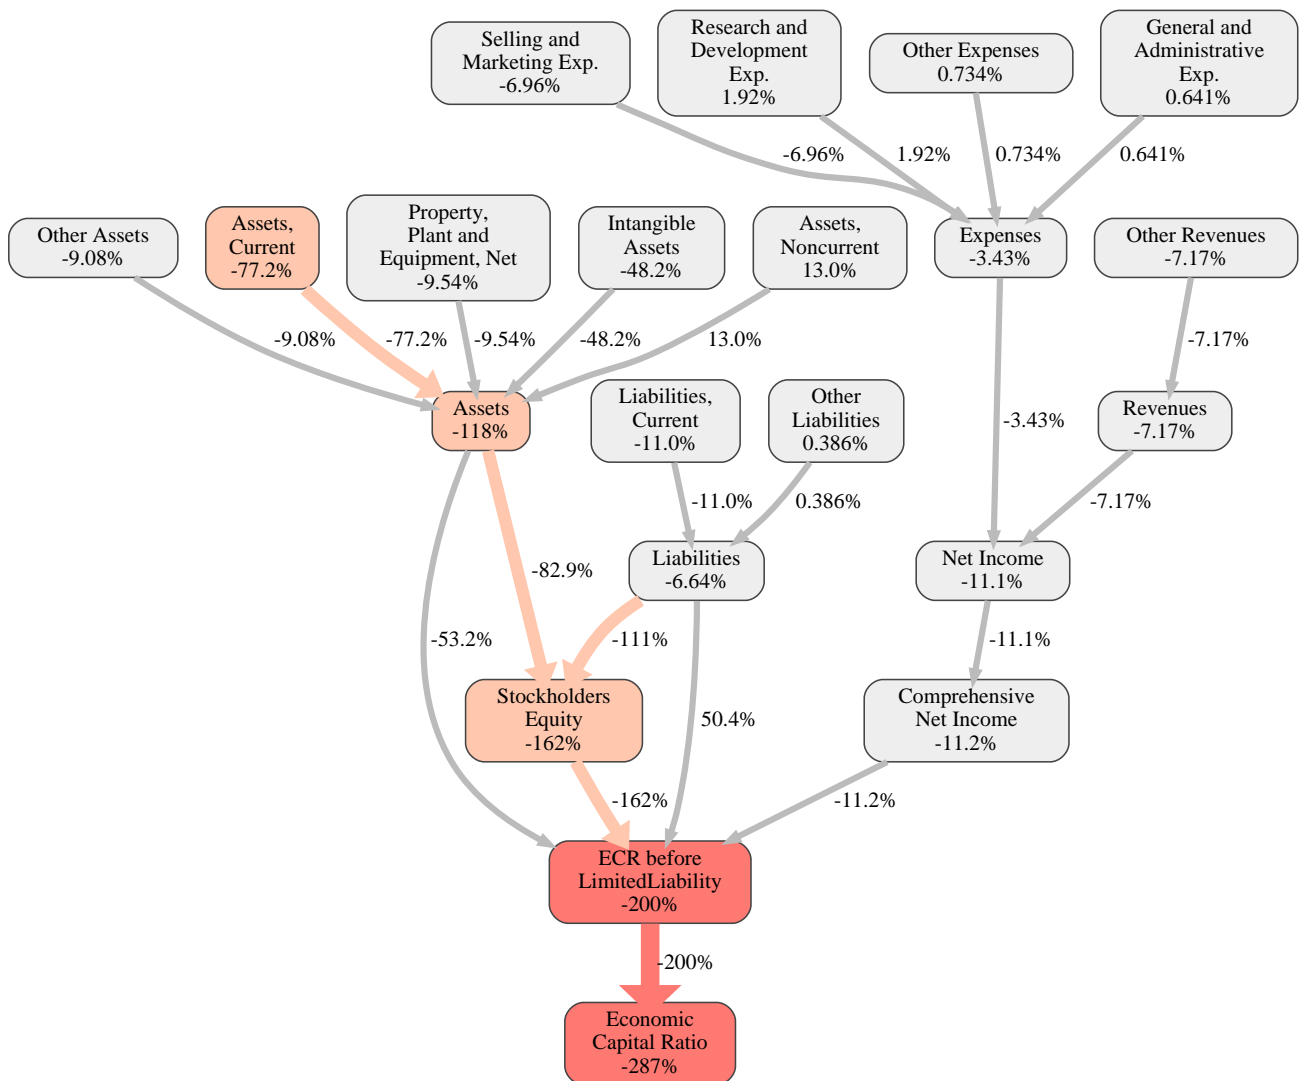 Selling and
Marketing Exp.
-6.96%
Research and
Development
Exp.
1.92%
Other Expenses
0.734%
General and
Administrative
Exp.
0.641%
-6.96%
1.92%
0.734%
0.641%
Other Assets
-9.08%
Assets,
Current
-77.2%
Property,
Plant and
Equipment, Net
-9.54%
Intangible
Assets
-48.2%
Assets,
Noncurrent
13.0%
Expenses
-3.43%
Other Revenues
-7.17%
-9.08%
-77.2%
-9.54%
-48.2%
13.0%
-7.17%
Assets
-118%
Liabilities,
Current
-11.0%
Other
Liabilities
0.386%
-3.43%
Revenues
-7.17%
-11.0%
0.386%
-7.17%
-82.9%
Liabilities
-6.64%
Net Income
-11.1%
-53.2%
-111%
-11.1%
Stockholders
Equity
-162%
50.4%
Comprehensive
Net Income
-11.2%
-162%
-11.2%
ECR before
LimitedLiability
-200%
-200%
Economic
Capital Ratio
-287%